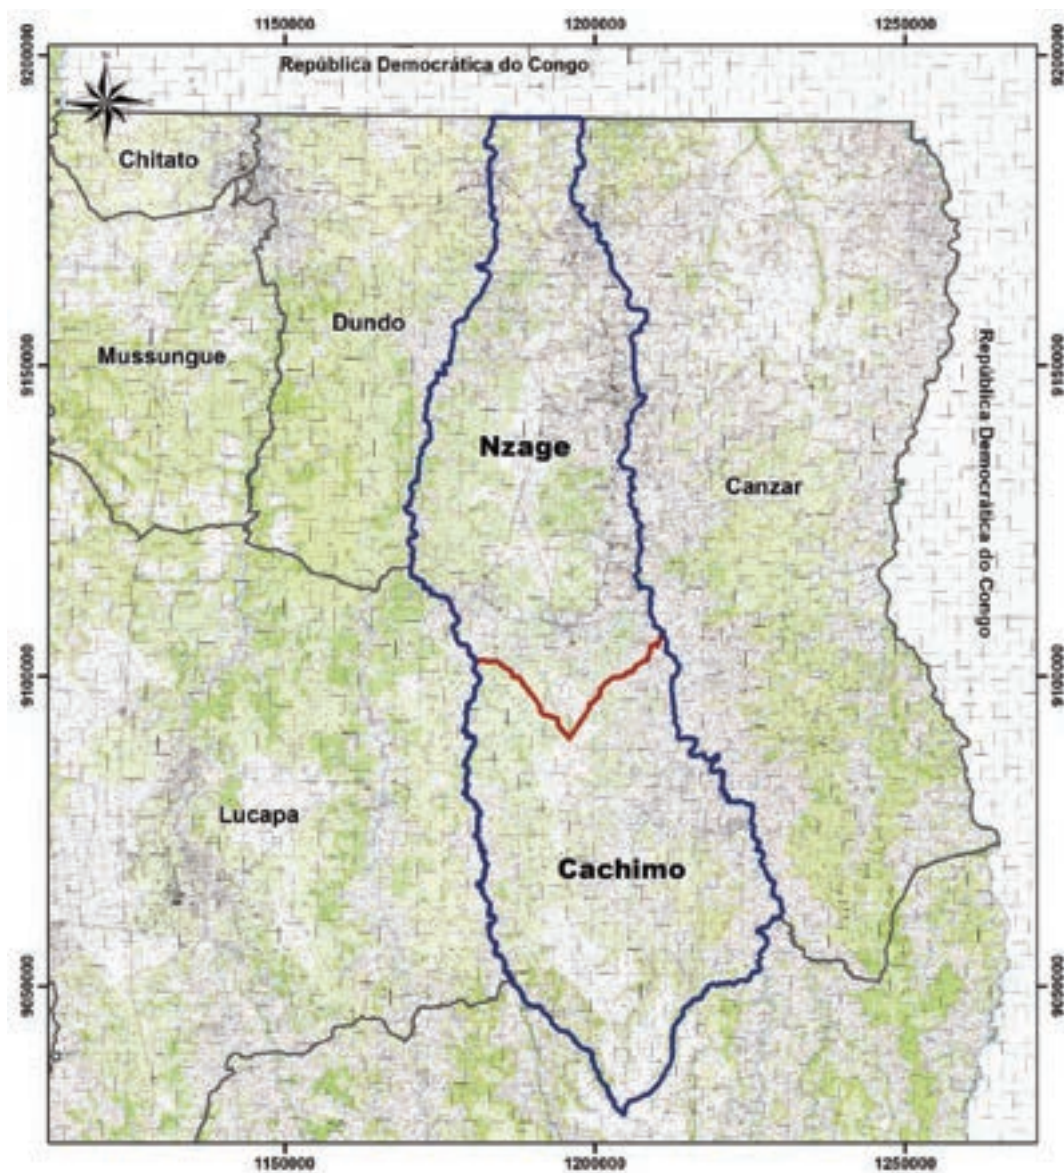 1150000 1200000 1250000
9200000 9200000
República Democrática do Congo
Chitato
Dundo
Mussungue
9150000 9150000
República Democrática do Congo
Nzage
Canzar
9100000 9100000
Lucapa
Cachimo
9050000 9050000
1150000 1200000 1250000